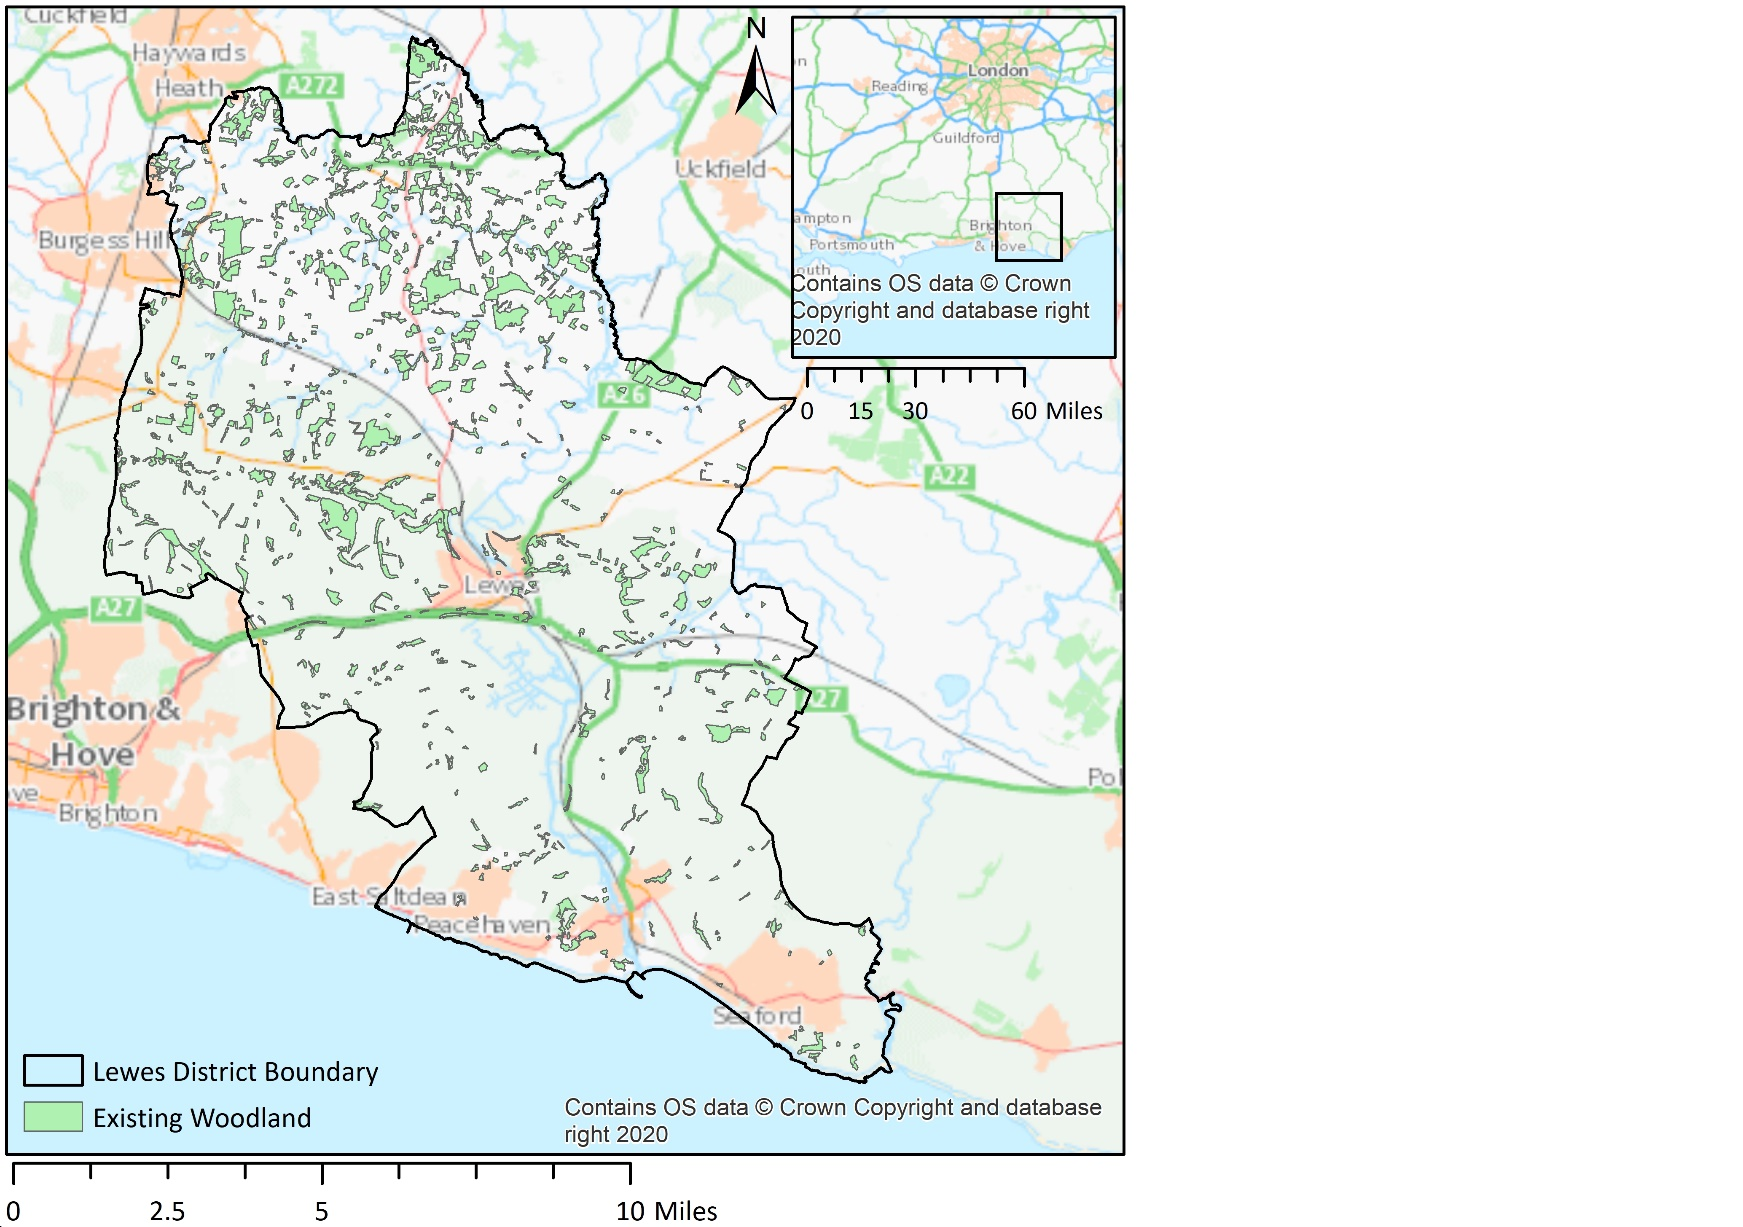 Cuckfield
Haywards
Heath
A272
N
Uckfield
Burgess Hill
London
Reading
Guildford
ampton
Portsmouth
Brighton
& Hove
outh
Contains OS data © Crown
Copyright and database right
2020
0 15 30 60 Miles
A26
A22
Lewes
A27
A27
Brighton &
Hove
ove
Brighton
Pol
East Saltdean
Peacehaven
Seaford
Lewes District Boundary
Existing Woodland
Contains OS data © Crown Copyright and database
right 2020
0 2.5 5 10 Miles